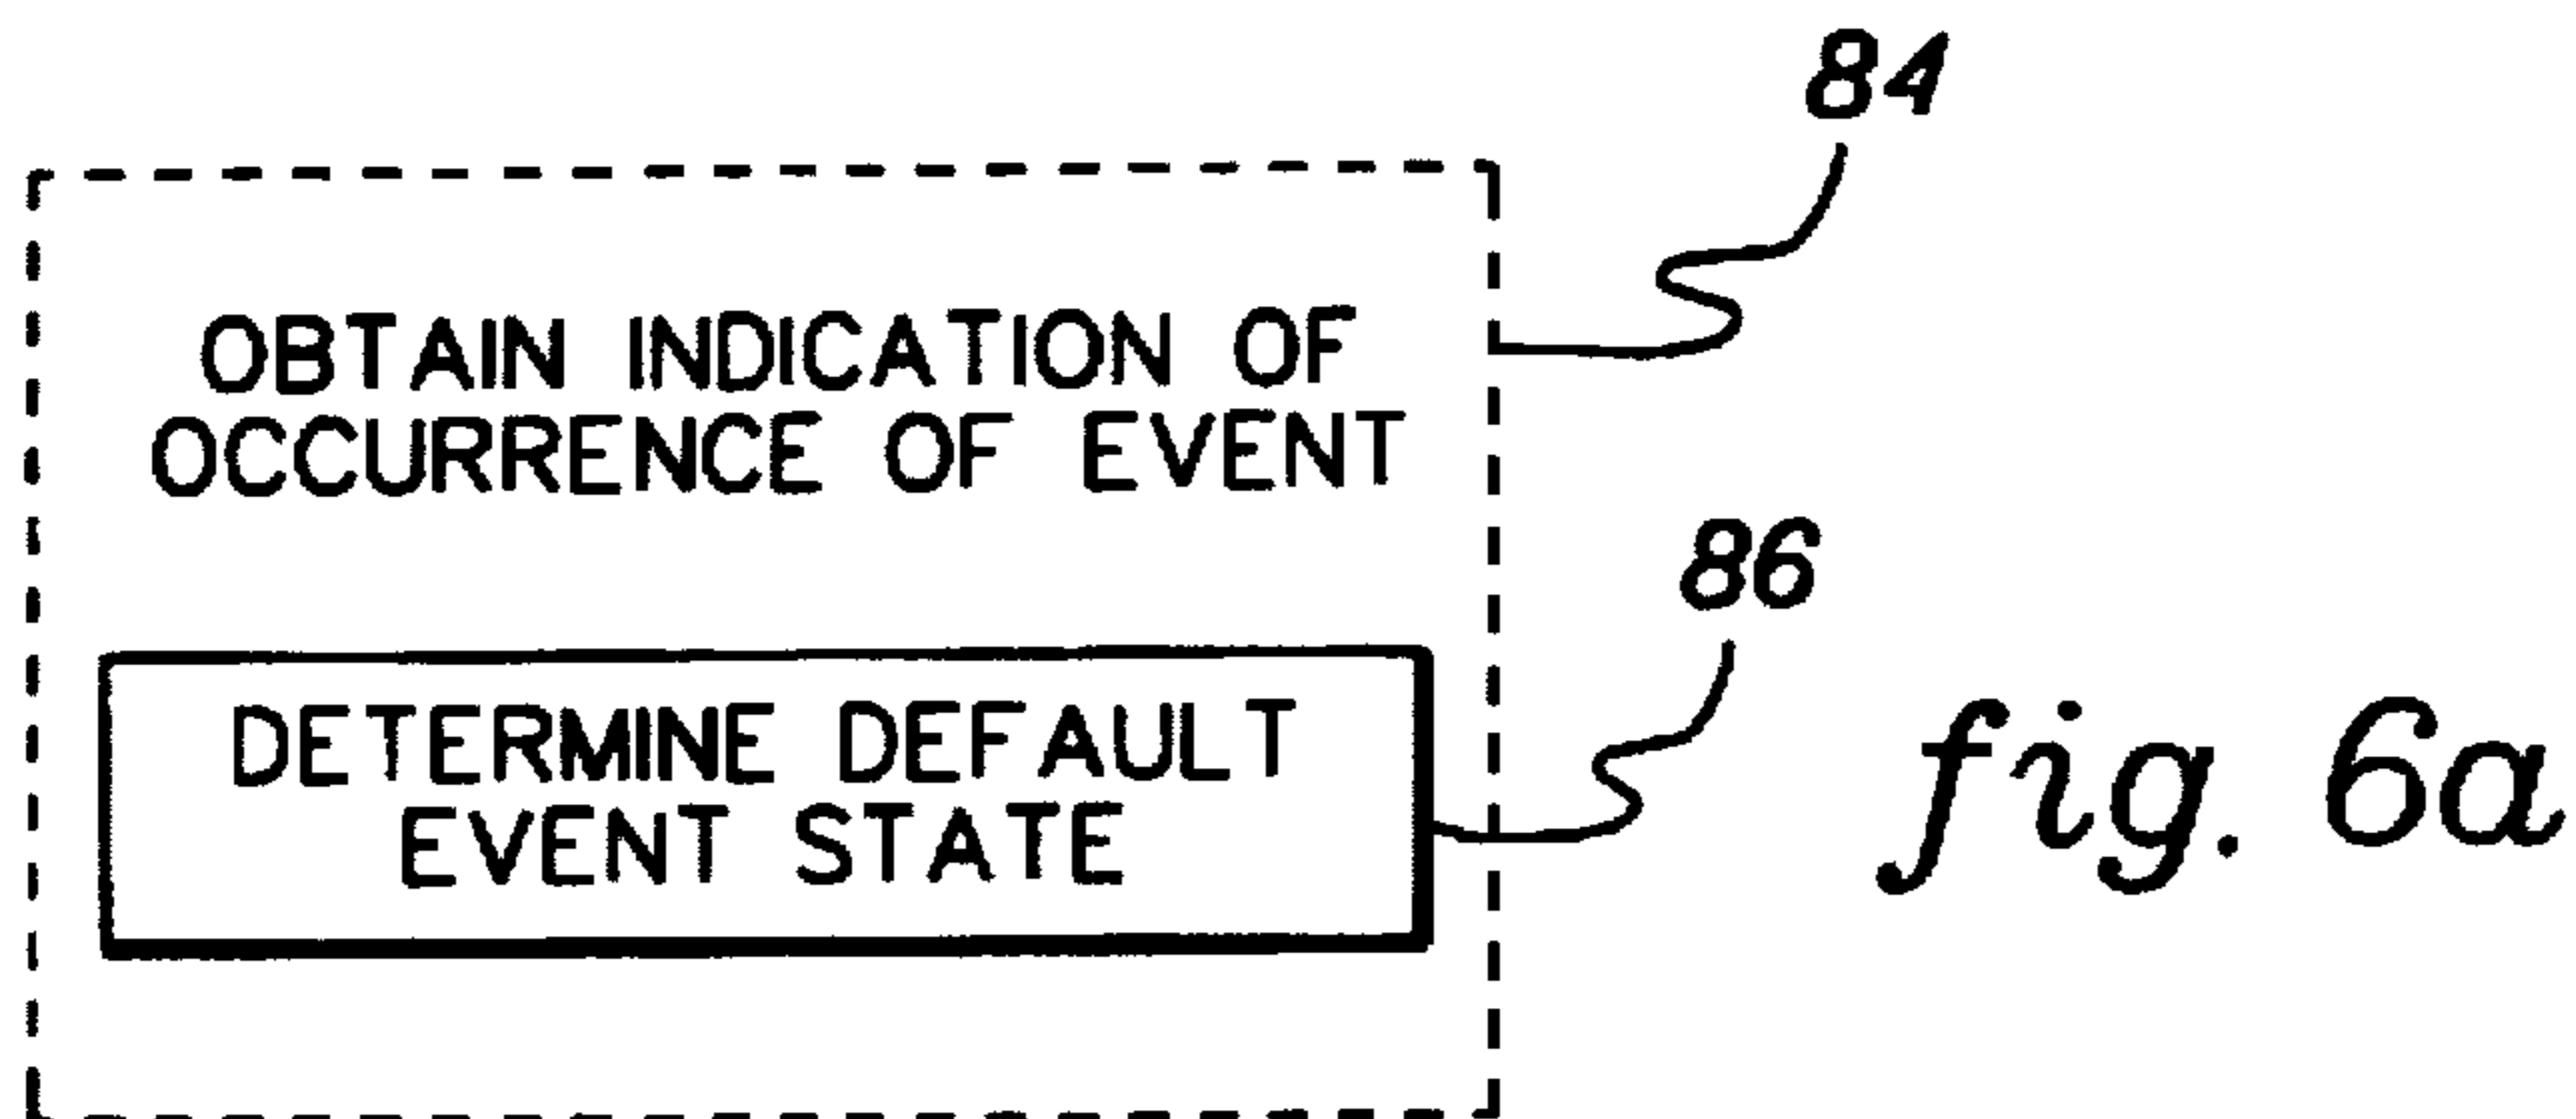 84
OBTAIN INDICATION OF
OCCURRENCE OF EVENT
86
DETERMINE DEFAULT
EVENT STATE
fig. 6a